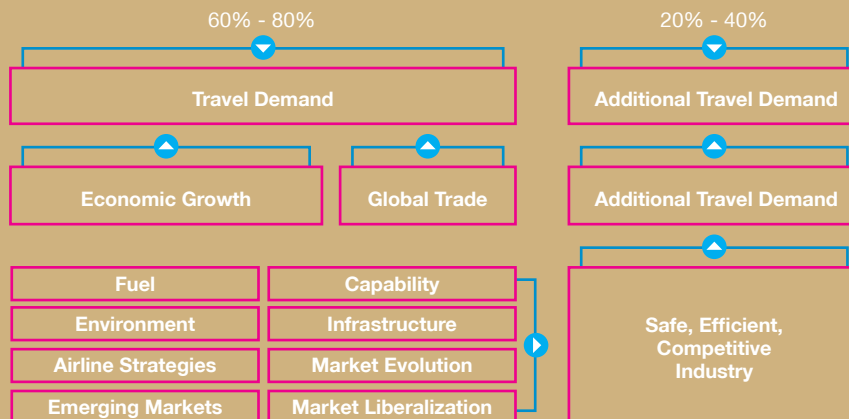 60% - 80%
20% - 40%
Travel Demand
Additional Travel Demand
Economic Growth
Global Trade
Additional Travel Demand
Fuel
Capability
Environment
Infrastructure
Airline Strategies
Market Evolution
Emerging Markets
Market Liberalization
Safe, Efficient,
Competitive
Industry